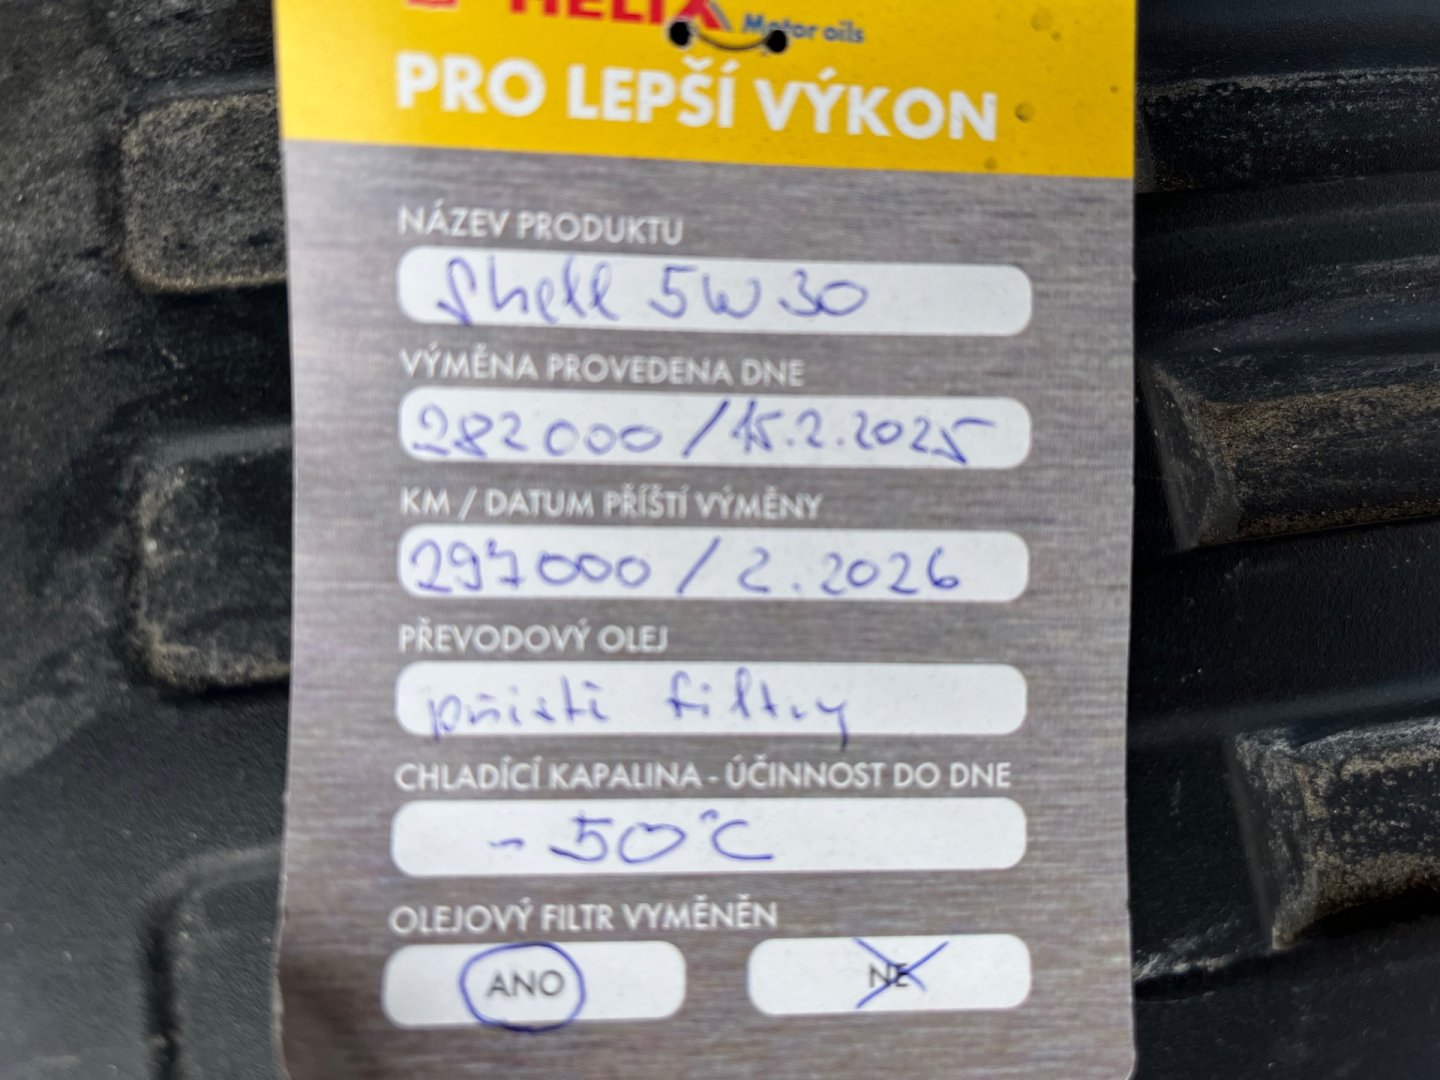 HELIX
Motor oils
PRO LEPŠÍ VÝKON
NÁZEV PRODUKTU
Shell 5W30
VÝMĚNA PROVEDENA DNE
282000/15.2.2025
KM / DATUM PŘÍŠTÍ VÝMĚNY
297000/2.2026
PŘEVODOVÝ OLEJ
příští filtry
CHLADÍCÍ KAPALINA - ÚČINNOST DO DNE
-50°C
OLEJOVÝ FILTR VYMĚNĚN
ANO NE